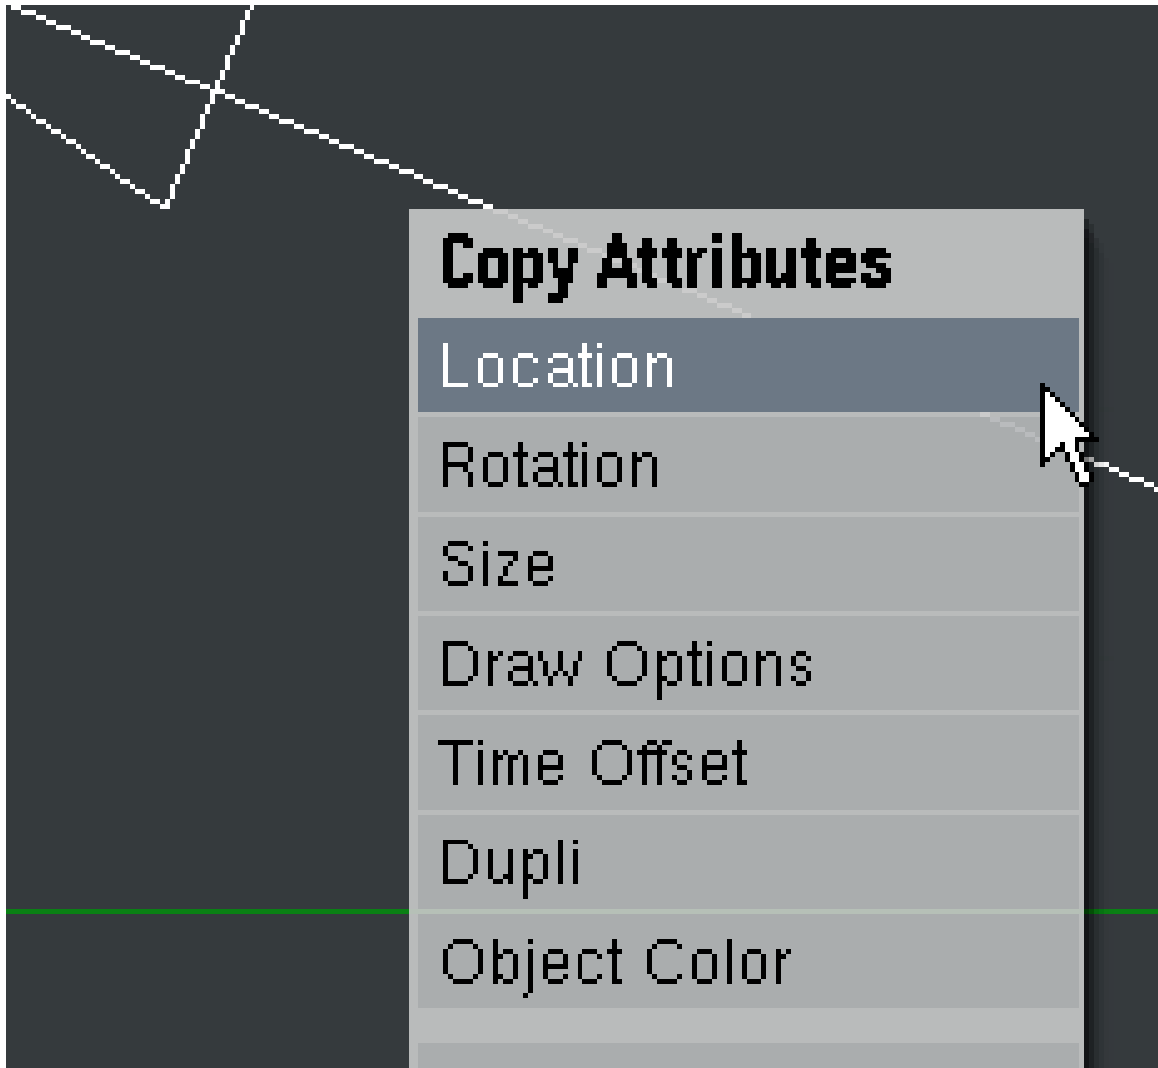 Copy Attributes
Location
Rotation
Size
Draw Options
Time Offset
Dupli
Object Color